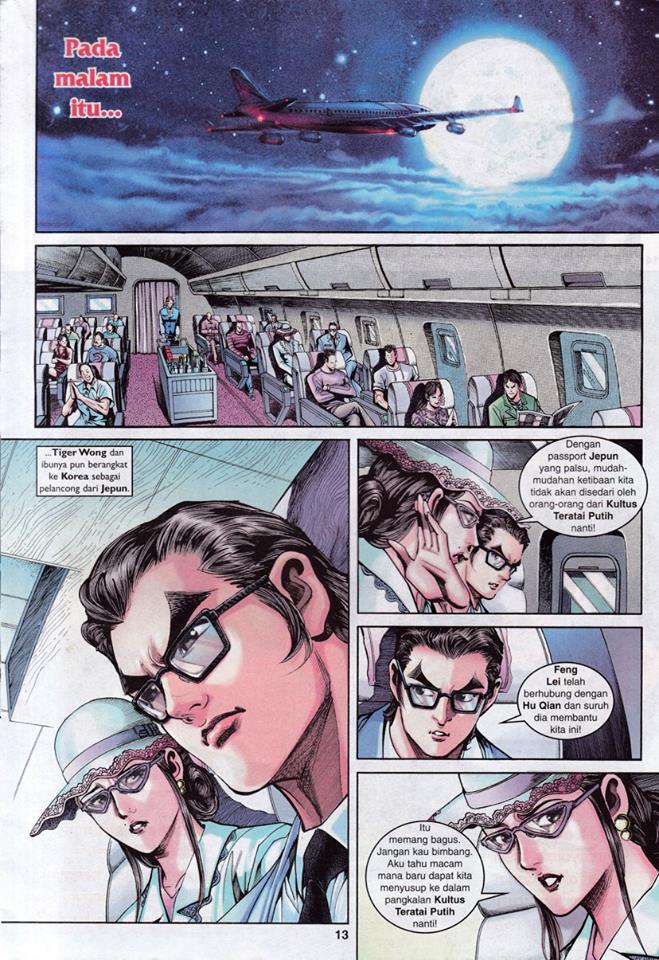 Pada
malam
itu...
...Tiger Wong dan
ibunya pun berangkat
ke Korea sebagai
pelancong dari Jepun.
Dengan
passport Jepun
yang palsu, mudah-
mudahan ketibaan kita
tidak akan disedari oleh
orang-orang dari Kultus
Teratai Putih
nanti!
Feng
Lei telah
berhubung dengan
Hu Qian dan suruh
dia membantu
kita ini!
Itu
memang bagus.
Jangan kau bimbang.
Aku tahu macam
mana baru dapat kita
menyusup ke dalam
pangkalan Kultus
Teratai Putih
nanti!
13